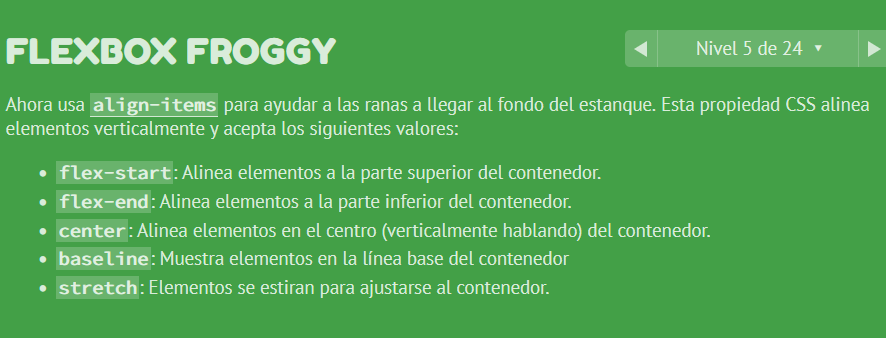 FLEXBOX FROGGY
◀ Nivel 5 de 24 ▼ ▶
Ahora usa align-items para ayudar a las ranas a llegar al fondo del estanque. Esta propiedad CSS alinea
elementos verticalmente y acepta los siguientes valores:
• flex-start: Alinea elementos a la parte superior del contenedor.
• flex-end: Alinea elementos a la parte inferior del contenedor.
• center: Alinea elementos en el centro (verticalmente hablando) del contenedor.
• baseline: Muestra elementos en la línea base del contenedor
• stretch: Elementos se estiran para ajustarse al contenedor.